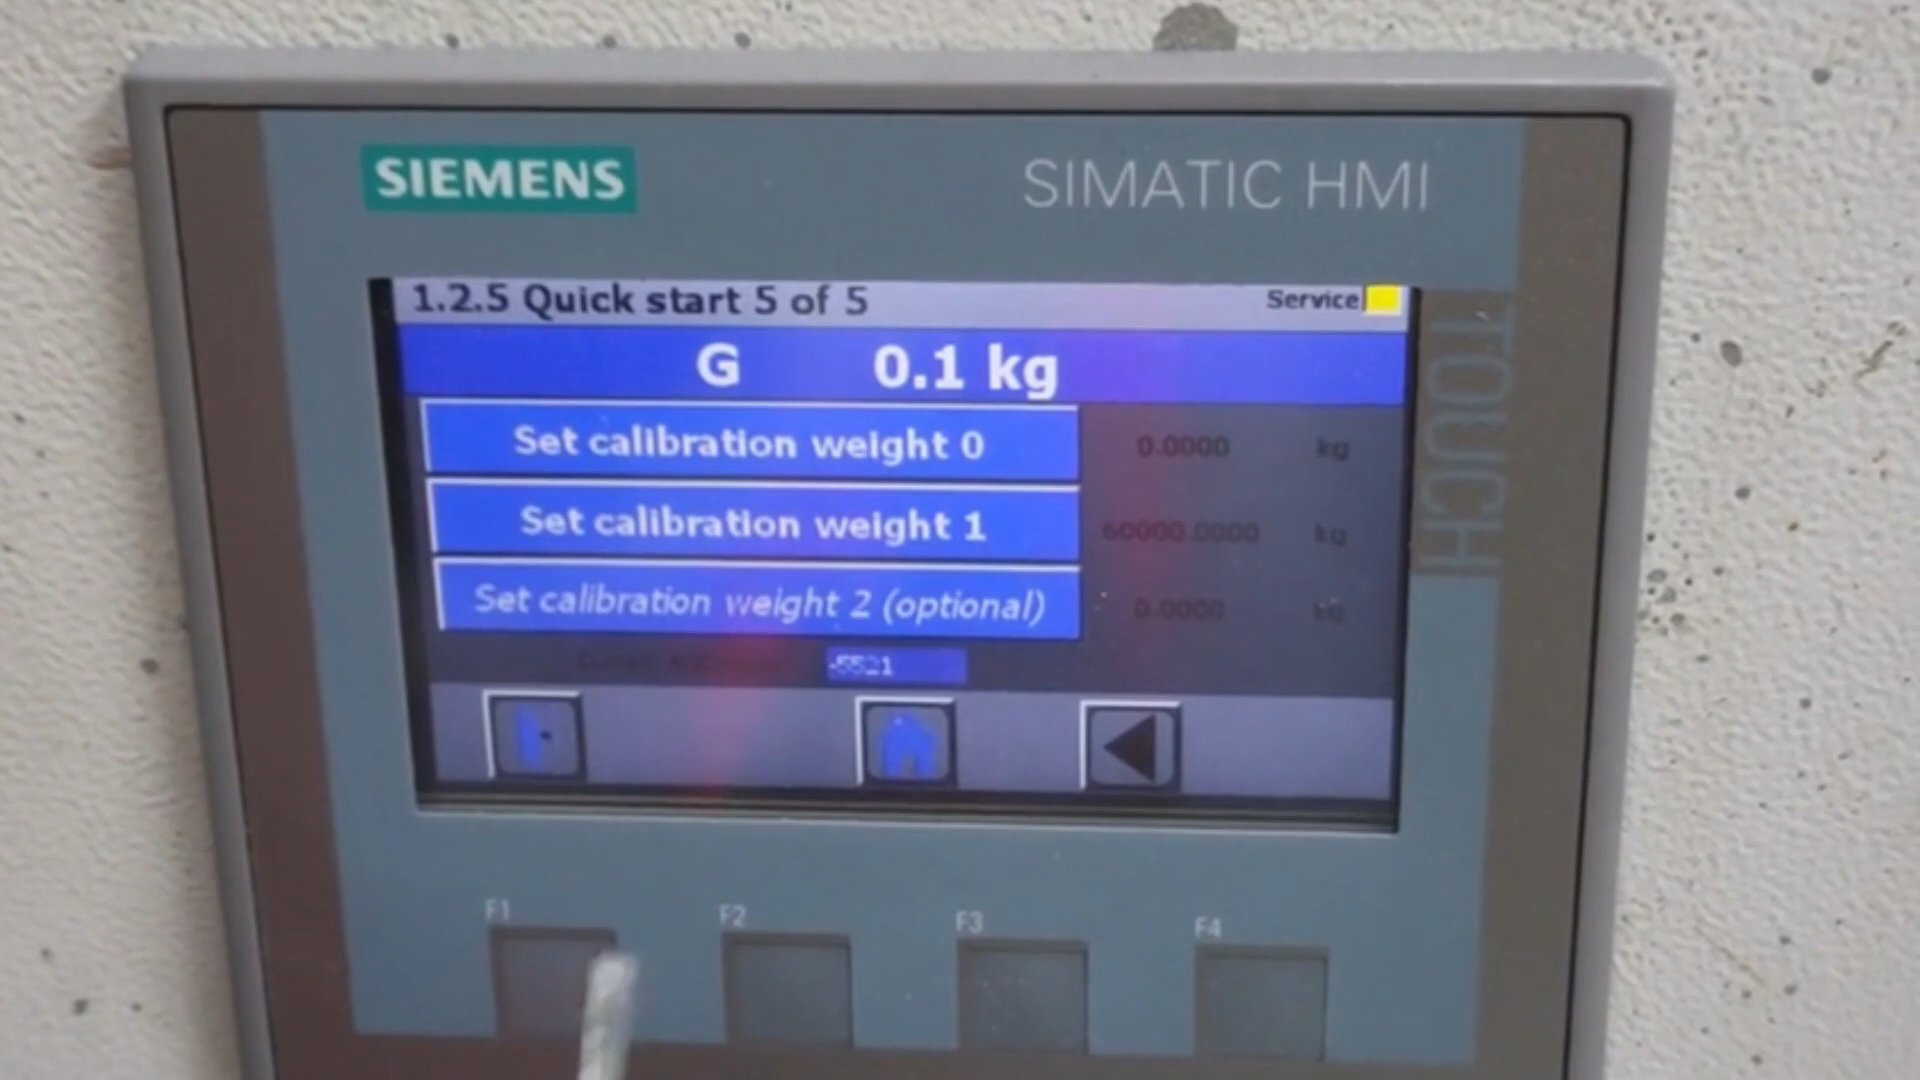 SIEMENS
SIMATIC HMI
TOUCH
1.2.5 Quick start 5 of 5
Service
G 0.1 kg
Set calibration weight 0 0.0000 kg
Set calibration weight 1 60000.0000 kg
Set calibration weight 2 (optional) 0.0000 kg
F1 F2 F3 F4